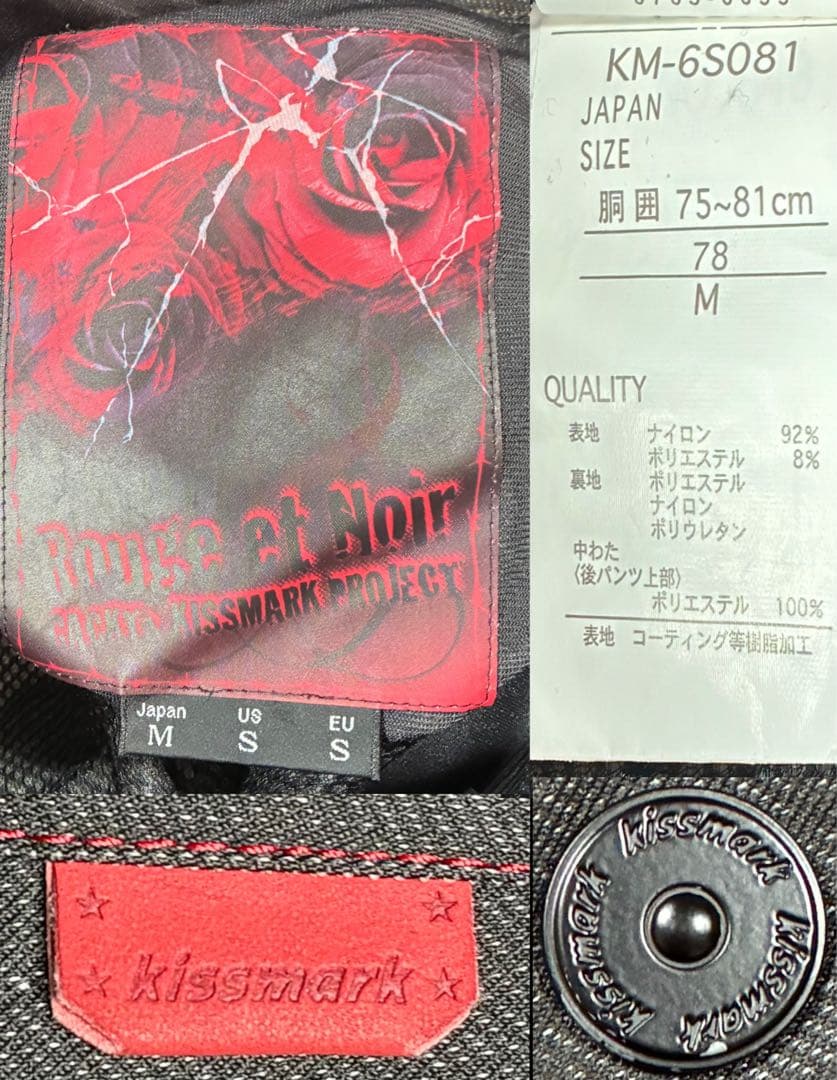 Rouge et Noir
GACKT×KISSMARK PROJECT
Japan US EU
M S S
KM-6S081
JAPAN
SIZE
胴囲 75~81cm
78
M
QUALITY
表地 ナイロン 92%
ポリエステル 8%
裏地 ポリエステル
ナイロン
ポリウレタン
中わた
〈後パンツ上部〉
ポリエステル 100%
表地 コーティング等樹脂加工
kissmark
kissmark
kissmark
kissmark
kissmark